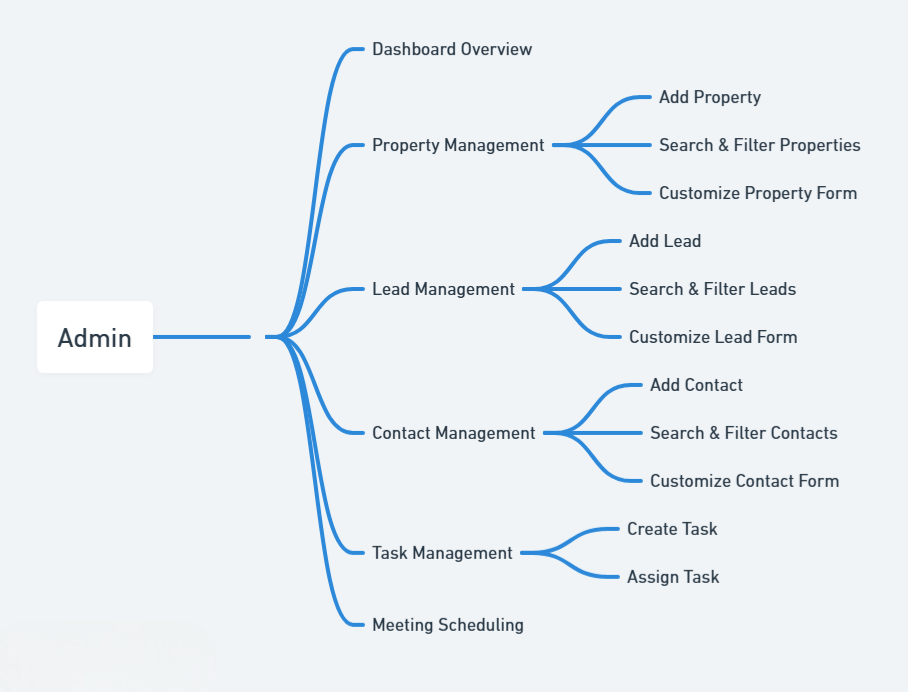 Admin
Dashboard Overview
Property Management
Add Property
Search & Filter Properties
Customize Property Form
Lead Management
Add Lead
Search & Filter Leads
Customize Lead Form
Contact Management
Add Contact
Search & Filter Contacts
Customize Contact Form
Task Management
Create Task
Assign Task
Meeting Scheduling